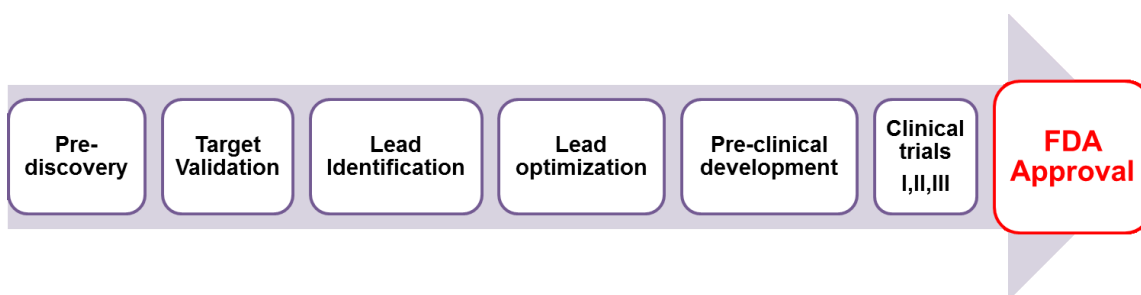 Pre-
discovery
Target
Validation
Lead
Identification
Lead
optimization
Pre-clinical
development
Clinical
trials
I,II,III
FDA
Approval